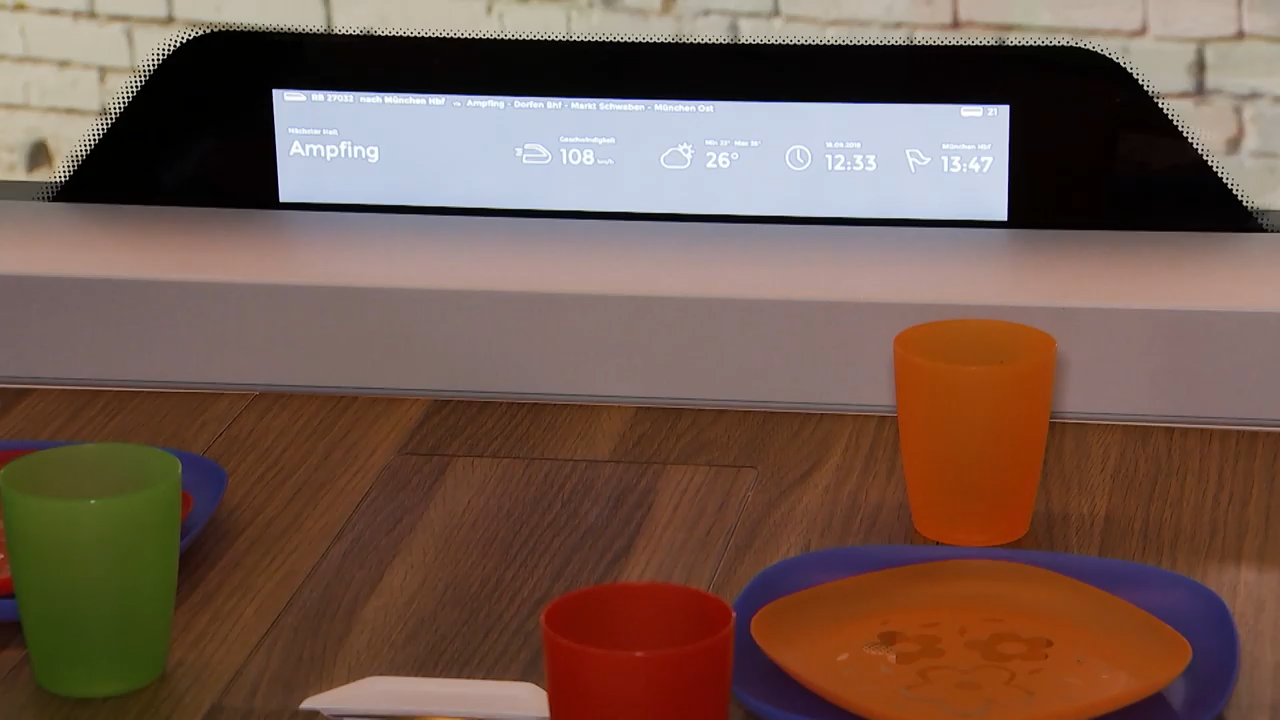 RB 27032 nach München Hbf → Ampfing - Dorfen Bhf - Markt Schwaben - München Ost 21
Nächster Halt
Ampfing
Geschwindigkeit
108 km/h
26°
12:33
München Hbf
13:47